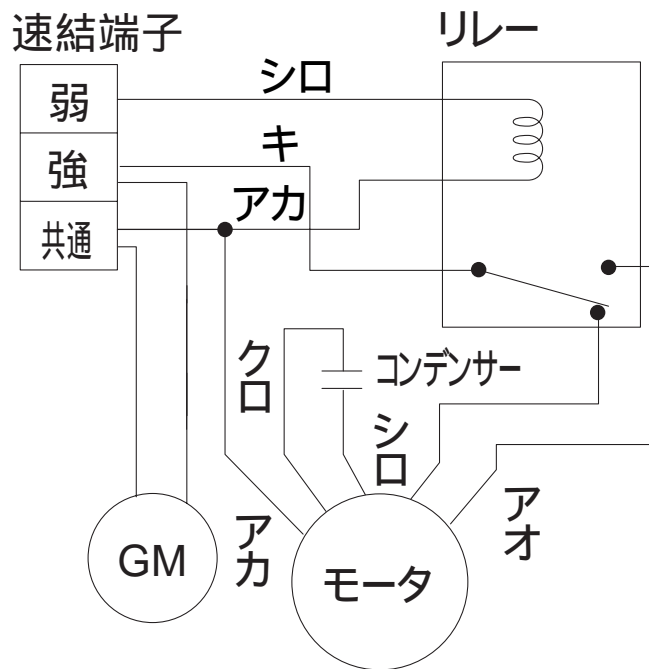 速結端子
リレー
弱
シロ
強
キ
共通
アカ
クロ
コンデンサー
シロ
アカ
アオ
GM
モータ